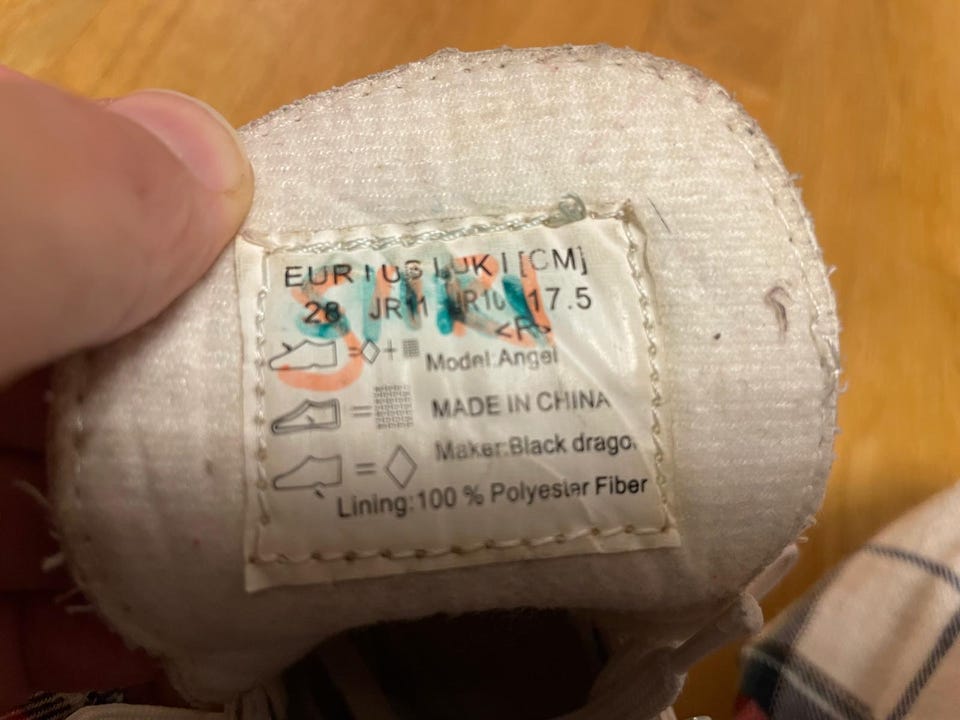 EUR | US | UK | [CM]
28 JR11 JR10 17.5
<R>
Model:Angel
MADE IN CHINA
Maker:Black drago
Lining:100 % Polyester Fiber